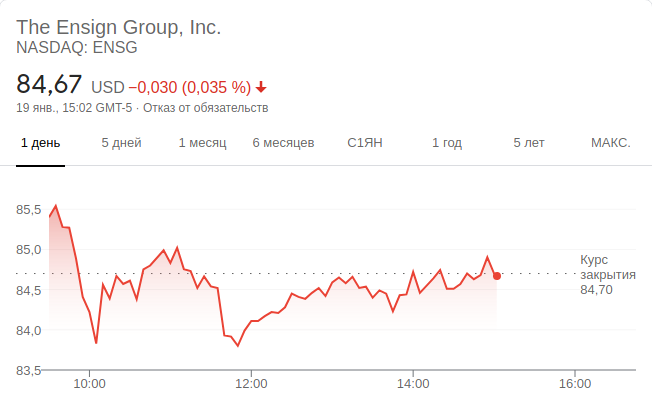 The Ensign Group, Inc.
NASDAQ: ENSG
84,67 USD −0,030 (0,035 %)
19 янв., 15:02 GMT-5 · Отказ от обязательств
1 день 5 дней 1 месяц 6 месяцев С1ЯН 1 год 5 лет МАКС.
85,5
85,0
84,5
84,0
83,5
Курс
закрытия
84,70
10:00 12:00 14:00 16:00